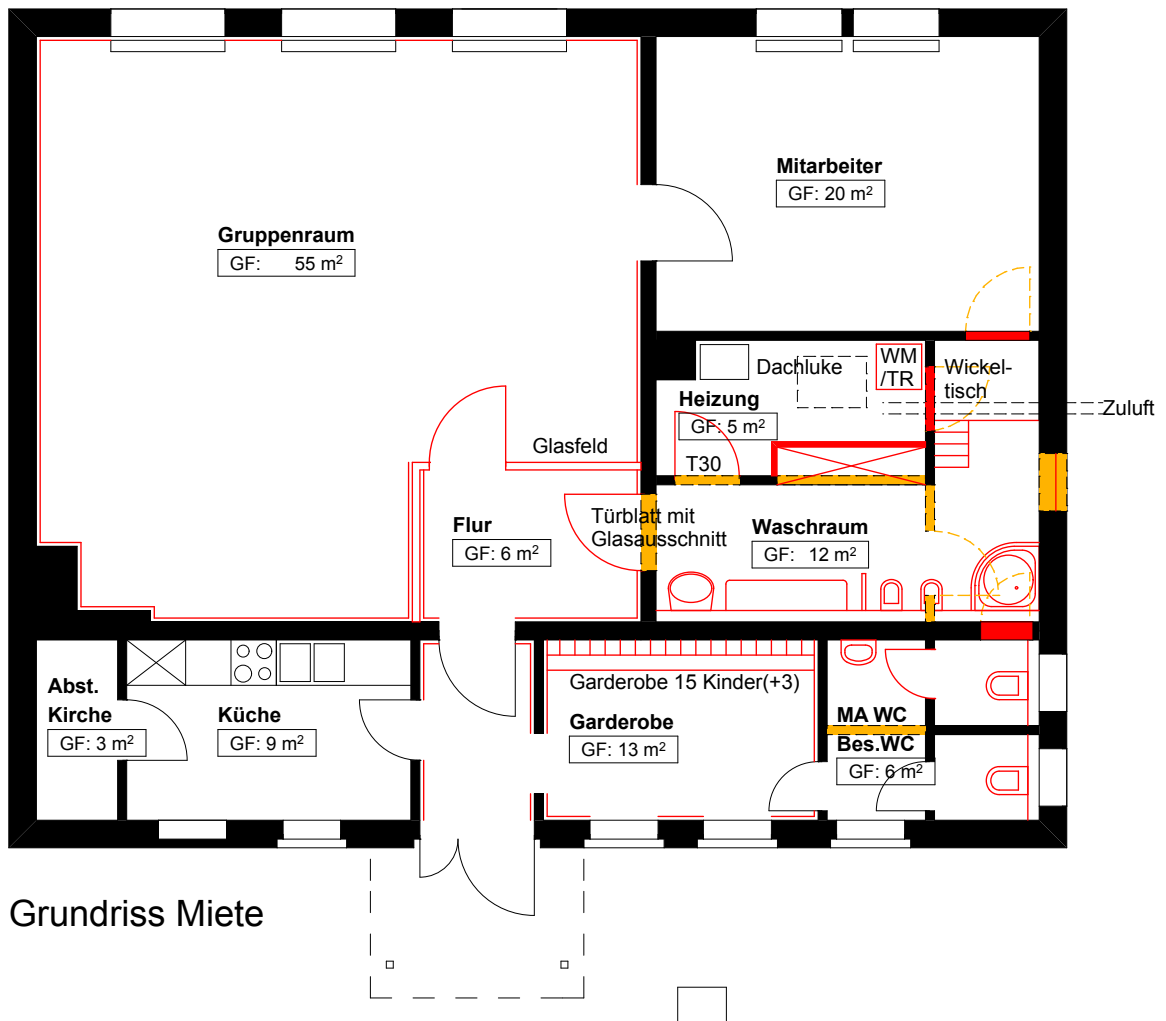 Mitarbeiter
GF: 20 m²
Gruppenraum
GF: 55 m²
WM
/TR
Dachluke
Wickel-
tisch
Heizung
GF: 5 m²
Zuluft
Glasfeld
T30
Türblatt mit
Glasausschnitt
Flur
GF: 6 m²
Waschraum
GF: 12 m²
Abst.
Kirche
GF: 3 m²
Küche
GF: 9 m²
Garderobe 15 Kinder(+3)
Garderobe
GF: 13 m²
MA WC
Bes.WC
GF: 6 m²
Grundriss Miete